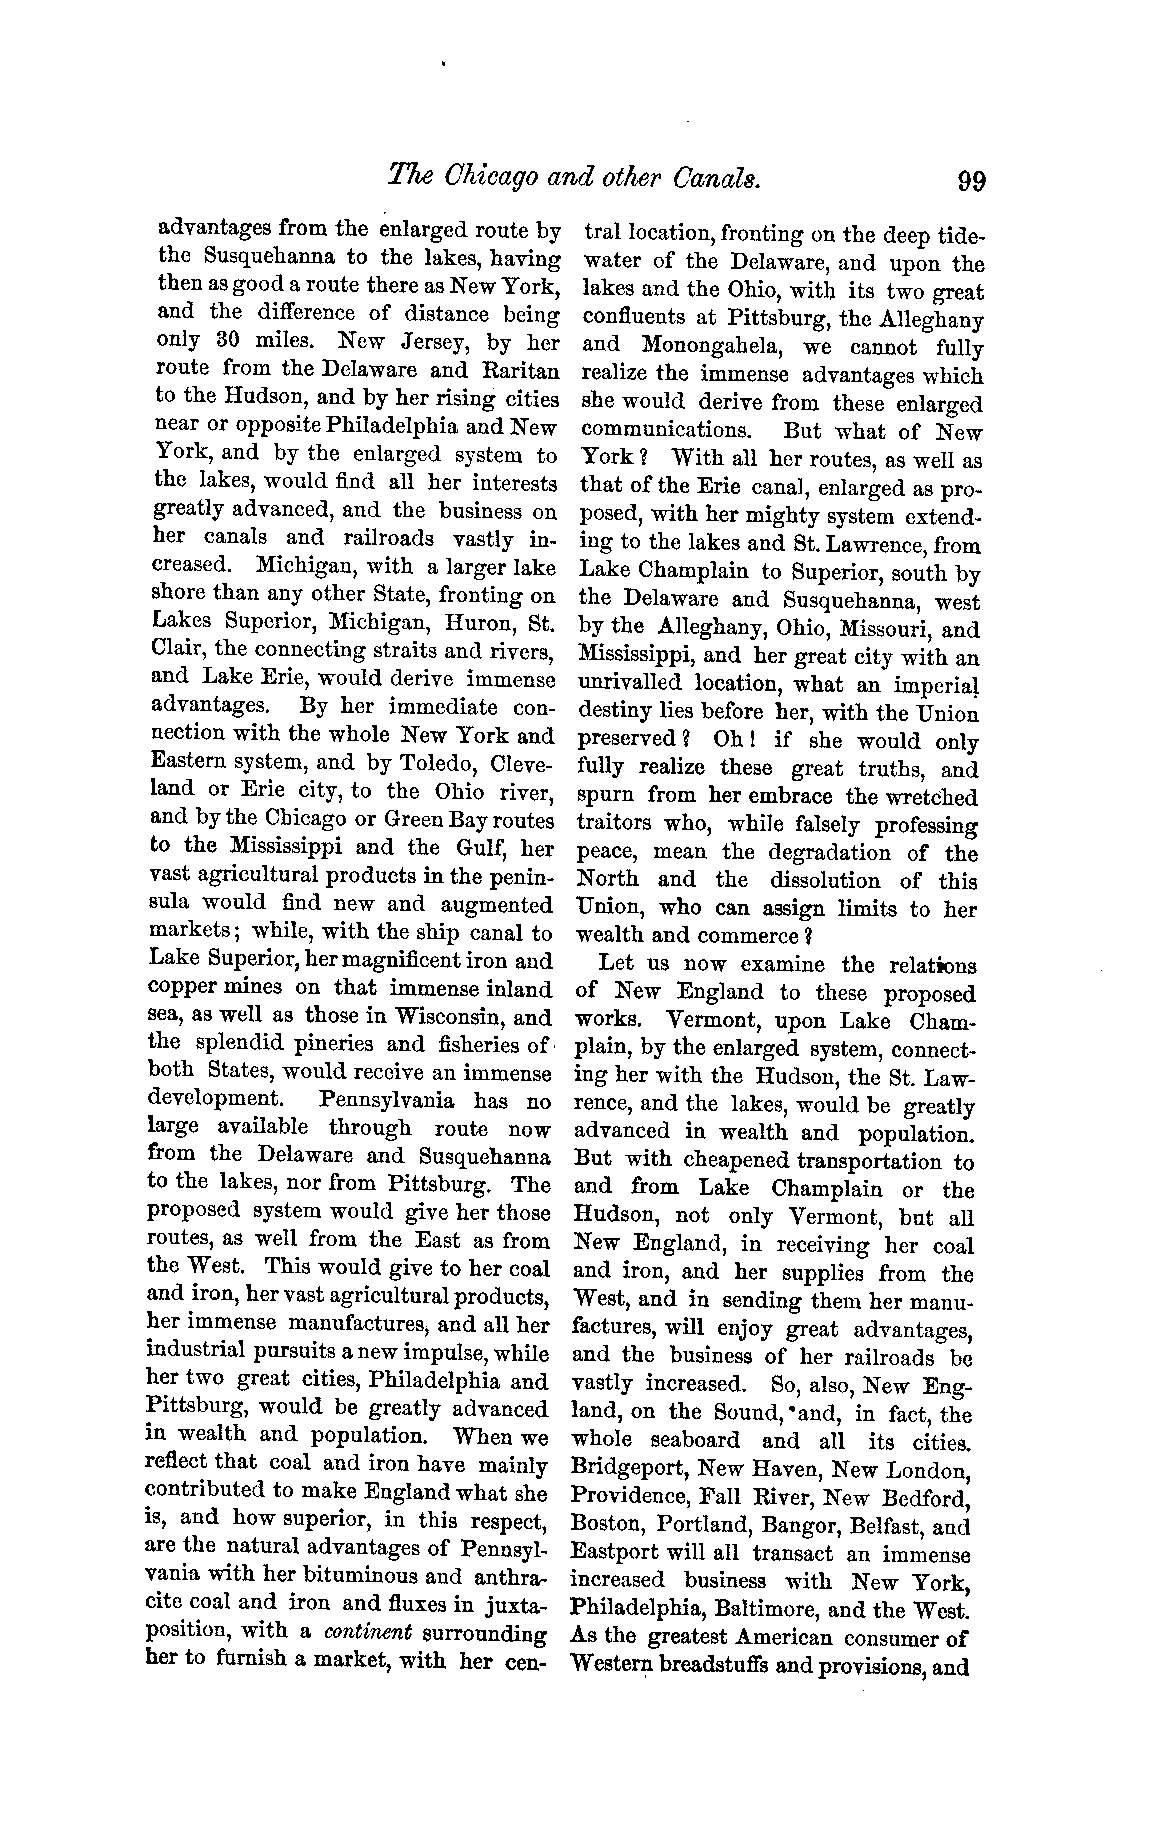 The Chicago and other Canals. 99
advantages from the enlarged route by
the Susquehanna to the lakes, having
then as good a route there as New York,
and the difference of distance being
only 30 miles. New Jersey, by her
route from the Delaware and Raritan
to the Hudson, and by her rising cities
near or opposite Philadelphia and New
York, and by the enlarged system to
the lakes, would find all her interests
greatly advanced, and the business on
her canals and railroads vastly in-
creased. Michigan, with a larger lake
shore than any other State, fronting on
Lakes Superior, Michigan, Huron, St.
Clair, the connecting straits and rivers,
and Lake Erie, would derive immense
advantages. By her immediate con-
nection with the whole New York and
Eastern system, and by Toledo, Cleve-
land or Erie city, to the Ohio river,
and by the Chicago or Green Bay routes
to the Mississippi and the Gulf, her
vast agricultural products in the penin-
sula would find new and augmented
markets; while, with the ship canal to
Lake Superior, her magnificent iron and
copper mines on that immense inland
sea, as well as those in Wisconsin, and
the splendid pineries and fisheries of
both States, would receive an immense
development. Pennsylvania has no
large available through route now
from the Delaware and Susquehanna
to the lakes, nor from Pittsburg. The
proposed system would give her those
routes, as well from the East as from
the West. This would give to her coal
and iron, her vast agricultural products,
her immense manufactures, and all her
industrial pursuits a new impulse, while
her two great cities, Philadelphia and
Pittsburg, would be greatly advanced
in wealth and population. When we
reflect that coal and iron have mainly
contributed to make England what she
is, and how superior, in this respect,
are the natural advantages of Pennsyl-
vania with her bituminous and anthra-
cite coal and iron and fluxes in juxta-
position, with a continent surrounding
her to furnish a market, with her cen-
tral location, fronting on the deep tide-
water of the Delaware, and upon the
lakes and the Ohio, with its two great
confluents at Pittsburg, the Alleghany
and Monongahela, we cannot fully
realize the immense advantages which
she would derive from these enlarged
communications. But what of New
York? With all her routes, as well as
that of the Erie canal, enlarged as pro-
posed, with her mighty system extend-
ing to the lakes and St. Lawrence, from
Lake Champlain to Superior, south by
the Delaware and Susquehanna, west
by the Alleghany, Ohio, Missouri, and
Mississippi, and her great city with an
unrivalled location, what an imperial
destiny lies before her, with the Union
preserved? Oh! if she would only
fully realize these great truths, and
spurn from her embrace the wretched
traitors who, while falsely professing
peace, mean the degradation of the
North and the dissolution of this
Union, who can assign limits to her
wealth and commerce?
Let us now examine the relations
of New England to these proposed
works. Vermont, upon Lake Cham-
plain, by the enlarged system, connect-
ing her with the Hudson, the St. Law-
rence, and the lakes, would be greatly
advanced in wealth and population.
But with cheapened transportation to
and from Lake Champlain or the
Hudson, not only Vermont, but all
New England, in receiving her coal
and iron, and her supplies from the
West, and in sending them her manu-
factures, will enjoy great advantages,
and the business of her railroads be
vastly increased. So, also, New Eng-
land, on the Sound, and, in fact, the
whole seaboard and all its cities.
Bridgeport, New Haven, New London,
Providence, Fall River, New Bedford,
Boston, Portland, Bangor, Belfast, and
Eastport will all transact an immense
increased business with New York,
Philadelphia, Baltimore, and the West.
As the greatest American consumer of
Western breadstuffs and provisions, and